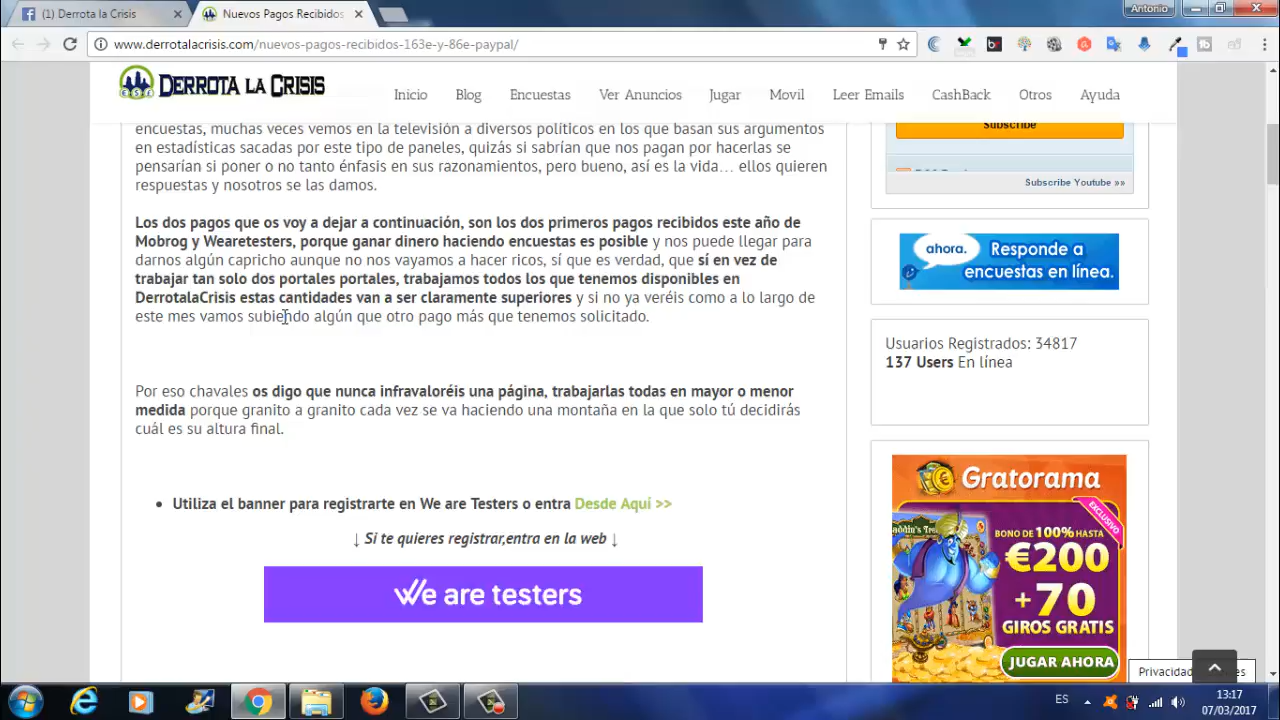 (1) Derrota la Crisis
Nuevos Pagos Recibidos
Antonio
www.derrotalacrisis.com/nuevos-pagos-recibidos-163e-y-86e-paypal/
DERROTA LA CRISIS
Inicio Blog Encuestas Ver Anuncios Jugar Movil Leer Emails CashBack Otros Ayuda
encuestas, muchas veces vemos en la televisión a diversos políticos en los que basan sus argumentos
en estadísticas sacadas por este tipo de paneles, quizás si sabrían que nos pagan por hacerlas se
pensarían si poner o no tanto énfasis en sus razonamientos, pero bueno, así es la vida… ellos quieren
respuestas y nosotros se las damos.
Los dos pagos que os voy a dejar a continuación, son los dos primeros pagos recibidos este año de
Mobrog y Wearetesters, porque ganar dinero haciendo encuestas es posible y nos puede llegar para
darnos algún capricho aunque no nos vayamos a hacer ricos, sí que es verdad, que sí en vez de
trabajar tan solo dos portales portales, trabajamos todos los que tenemos disponibles en
DerrotalaCrisis estas cantidades van a ser claramente superiores y si no ya veréis como a lo largo de
este mes vamos subiendo algún que otro pago más que tenemos solicitado.
Por eso chavales os digo que nunca infravaloréis una página, trabajarlas todas en mayor o menor
medida porque granito a granito cada vez se va haciendo una montaña en la que solo tú decidirás
cuál es su altura final.
• Utiliza el banner para registrarte en We are Testers o entra Desde Aquí >>
↓ Si te quieres registrar,entra en la web ↓
We are testers
Subscribe
Subscribe Youtube »»
ahora.
Responde a
encuestas en línea.
Usuarios Registrados: 34817
137 Users En línea
Gratorama
EXCLUSIVO
BONO DE 100% HASTA
€200
+70
GIROS GRATIS
JUGAR AHORA
Privacidad
ES
13:17
07/03/2017